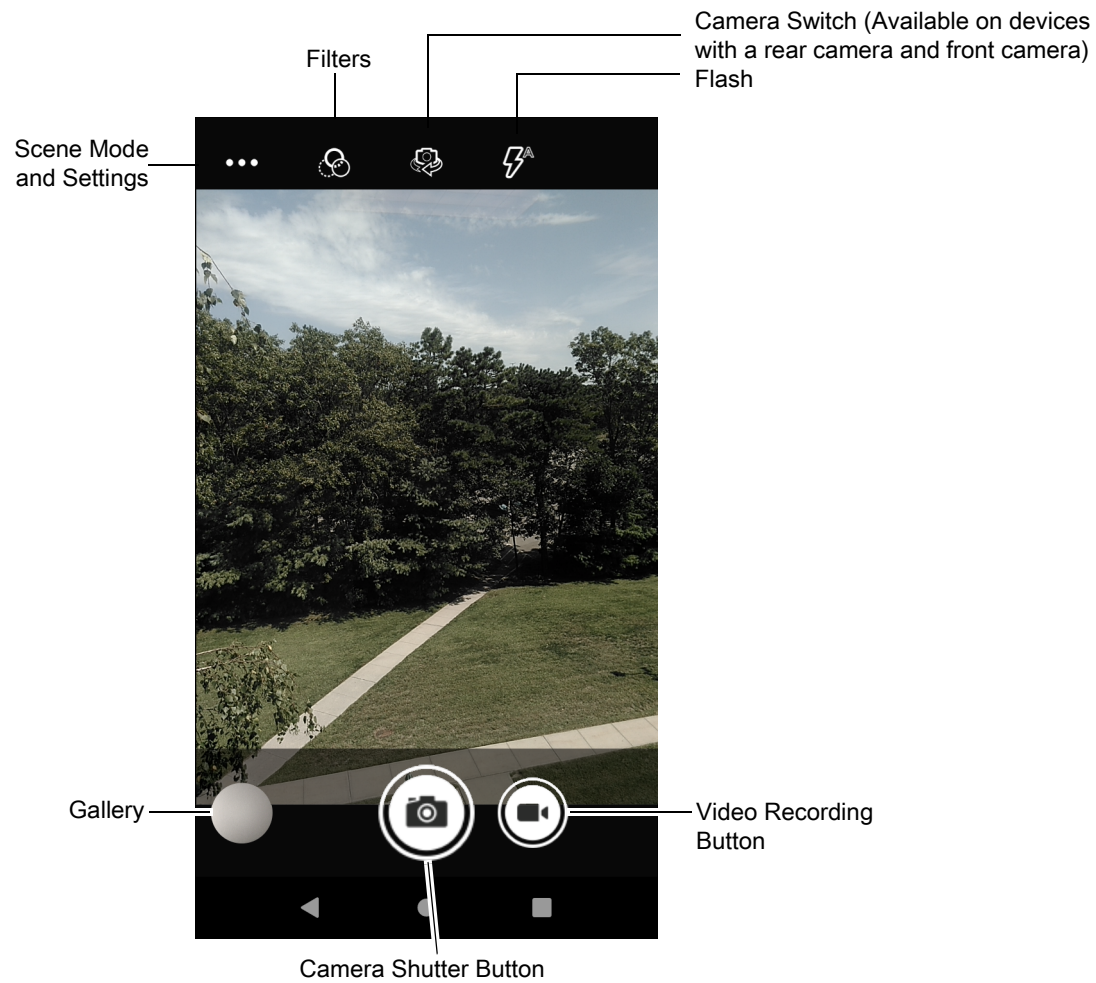 Camera Switch (Available on devices
with a rear camera and front camera)
Filters
Flash
Scene Mode
and Settings
A
Gallery
Video Recording
Button
Camera Shutter Button